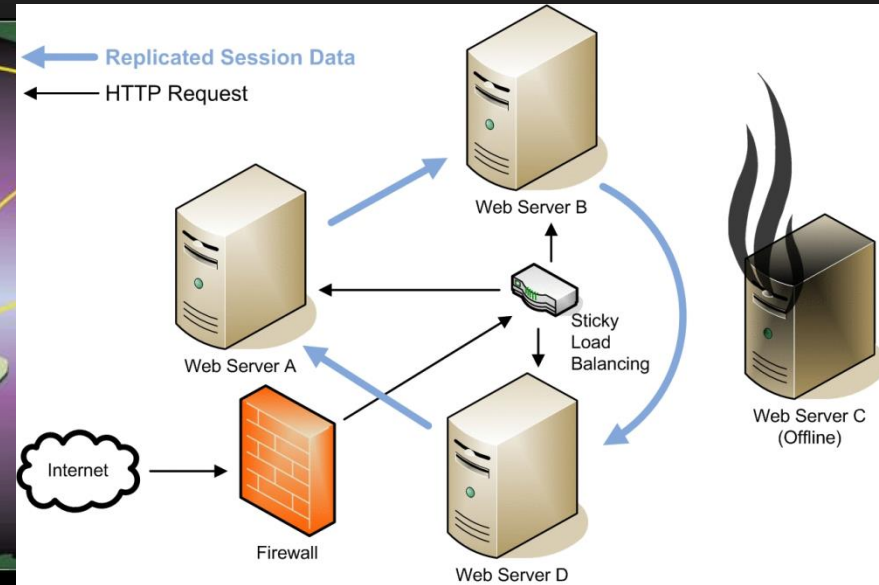 Replicated Session Data
HTTP Request
Web Server B
Web Server A
Sticky
Load
Balancing
Web Server C
(Offline)
Internet
Firewall
Web Server D